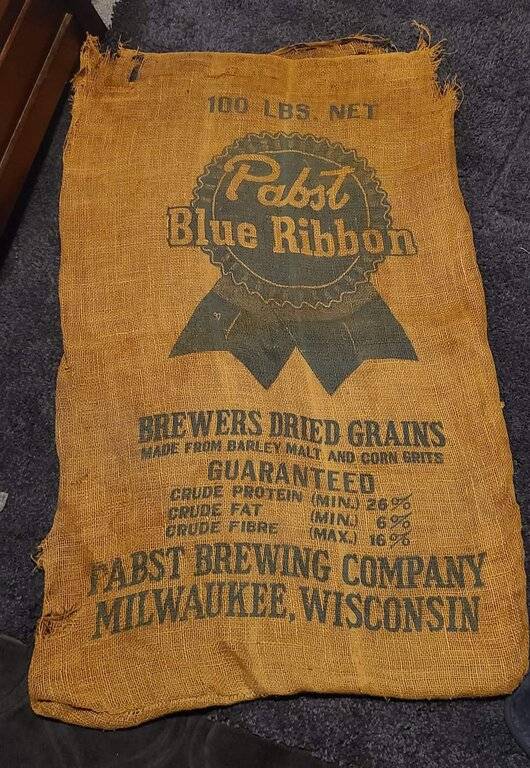 100 LBS. NET
Pabst
Blue Ribbon
BREWERS DRIED GRAINS
MADE FROM BARLEY MALT AND CORN GRITS
GUARANTEED
CRUDE PROTEIN (MIN.) 26%
CRUDE FAT (MIN.) 6%
CRUDE FIBRE (MAX.) 16%
PABST BREWING COMPANY
MILWAUKEE, WISCONSIN